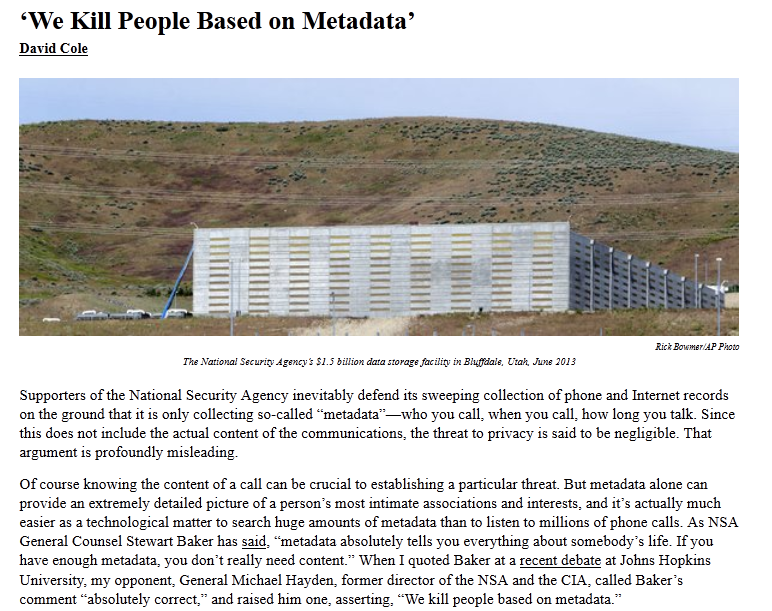 ‘We Kill People Based on Metadata’
David Cole
Rick Bowmer/AP Photo
The National Security Agency’s $1.5 billion data storage facility in Bluffdale, Utah, June 2013
Supporters of the National Security Agency inevitably defend its sweeping collection of phone and Internet records
on the ground that it is only collecting so-called “metadata”—who you call, when you call, how long you talk. Since
this does not include the actual content of the communications, the threat to privacy is said to be negligible. That
argument is profoundly misleading.
Of course knowing the content of a call can be crucial to establishing a particular threat. But metadata alone can
provide an extremely detailed picture of a person’s most intimate associations and interests, and it’s actually much
easier as a technological matter to search huge amounts of metadata than to listen to millions of phone calls. As NSA
General Counsel Stewart Baker has said, “metadata absolutely tells you everything about somebody’s life. If you
have enough metadata, you don’t really need content.” When I quoted Baker at a recent debate at Johns Hopkins
University, my opponent, General Michael Hayden, former director of the NSA and the CIA, called Baker’s
comment “absolutely correct,” and raised him one, asserting, “We kill people based on metadata.”